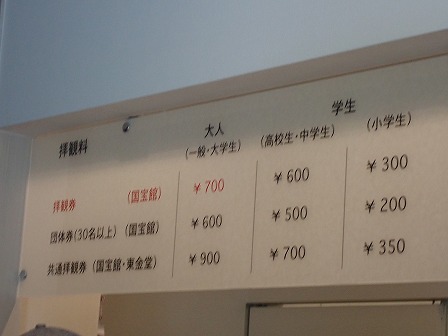 拝観料 大人 学生
(一般・大学生) (高校生・中学生) (小学生)
拝観券 (国宝館) ¥700 ¥600 ¥300
団体券(30名以上) (国宝館) ¥600 ¥500 ¥200
共通拝観券 (国宝館・東金堂) ¥900 ¥700 ¥350